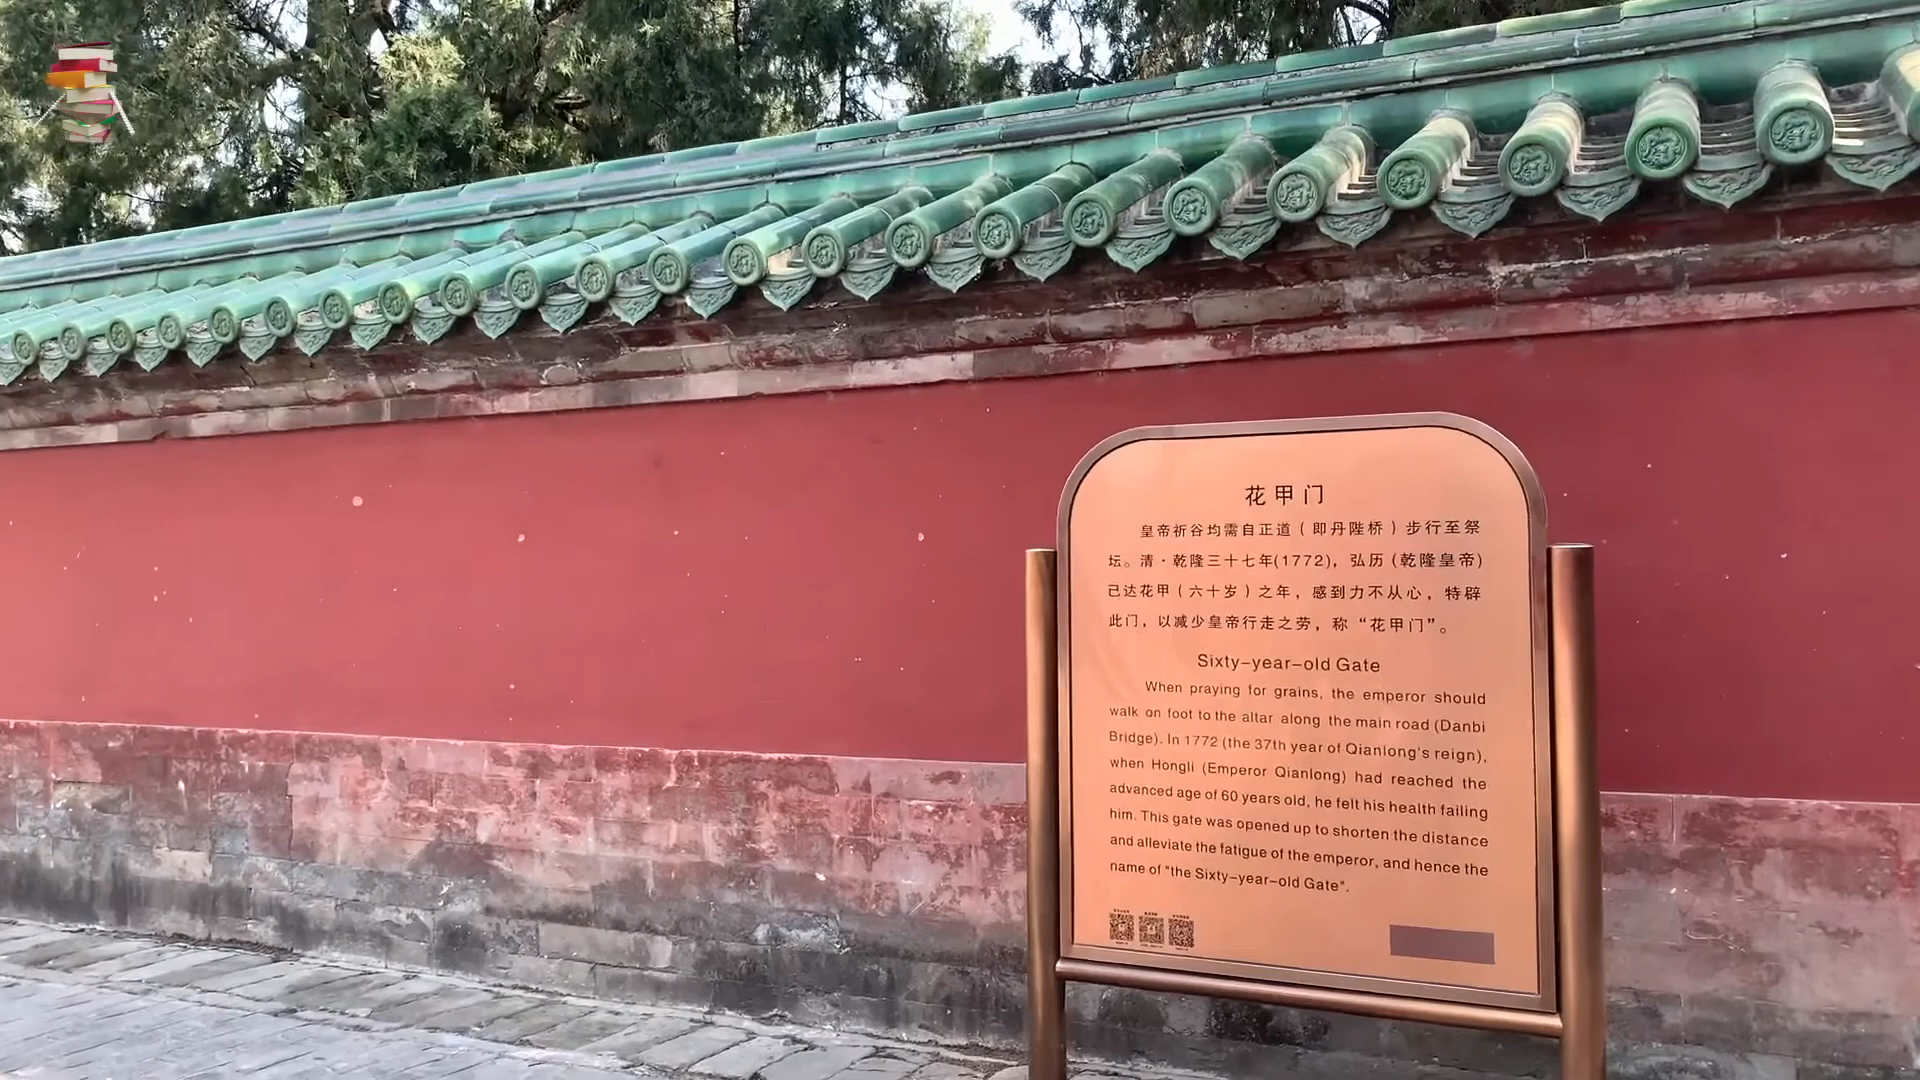 花甲门
皇帝祈谷均需自正道（即丹陛桥）步行至祭
坛。清·乾隆三十七年(1772)，弘历（乾隆皇帝)
已达花甲（六十岁）之年，感到力不从心，特辟
此门，以减少皇帝行走之劳，称“花甲门”。
Sixty-year-old Gate
When praying for grains, the emperor should
walk on foot to the altar along the main road (Danbi
Bridge). In 1772 (the 37th year of Qianlong's reign),
when Hongli (Emperor Qianlong) had reached the
advanced age of 60 years old, he felt his health failing
him. This gate was opened up to shorten the distance
and alleviate the fatigue of the emperor, and hence the
name of "the Sixty-year-old Gate".